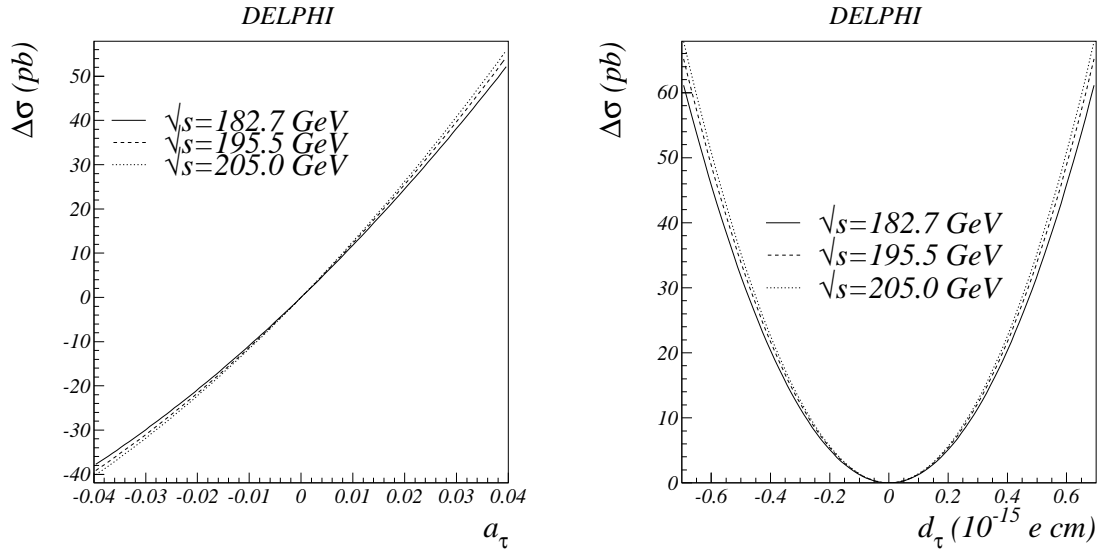 DELPHI
Δσ (pb)
50
40
30
20
10
0
-10
-20
-30
-40
√s=182.7 GeV
√s=195.5 GeV
√s=205.0 GeV
-0.04 -0.03 -0.02 -0.01 0 0.01 0.02 0.03 0.04
a_τ
DELPHI
Δσ (pb)
60
50
40
30
20
10
0
√s=182.7 GeV
√s=195.5 GeV
√s=205.0 GeV
-0.6 -0.4 -0.2 0 0.2 0.4 0.6
d_τ (10^-15 e cm)